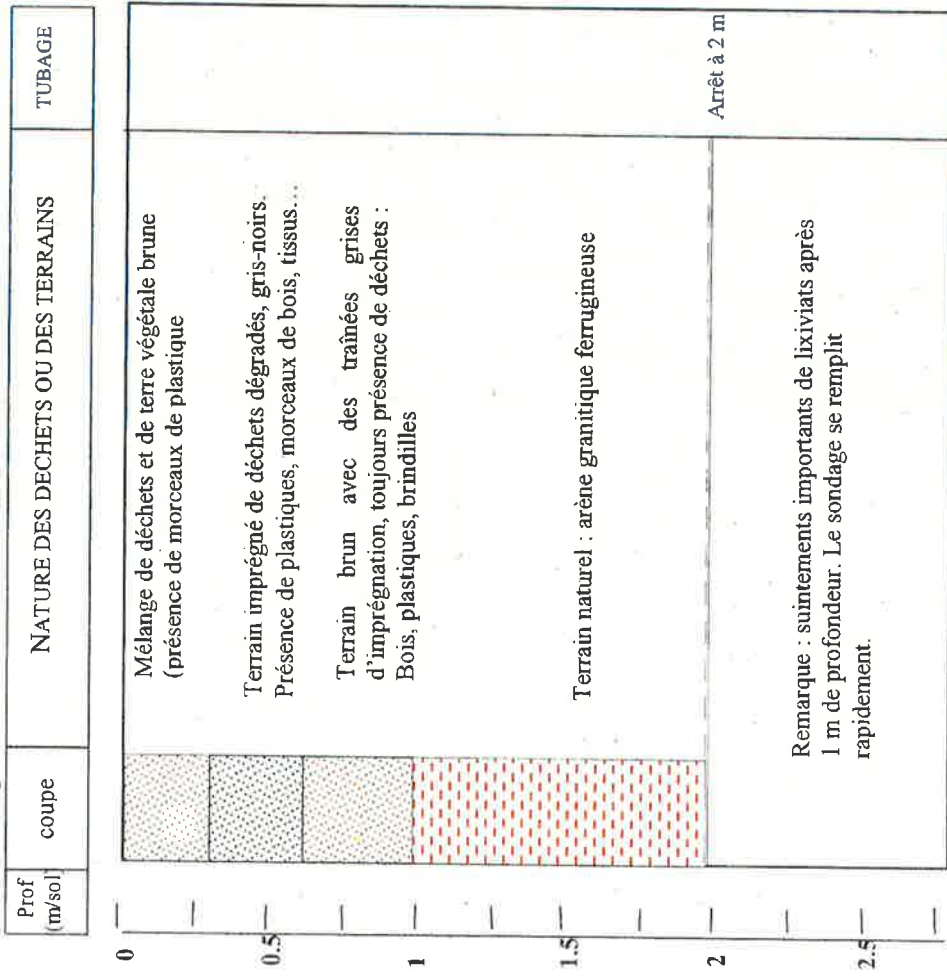 Prof
(m/sol)
coupe
NATURE DES DECHETS OU DES TERRAINS
TUBAGE
0
Mélange de déchets et de terre végétale brune
(présence de morceaux de plastique
0.5
Terrain imprégné de déchets dégradés, gris-noirs.
Présence de plastiques, morceaux de bois, tissus…
Terrain brun avec des traînées grises
d'imprégnation, toujours présence de déchets :
Bois, plastiques, brindilles
1
1.5
Terrain naturel : arène granitique ferrugineuse
2
Arrêt à 2 m
2.5
Remarque : suintements importants de lixiviats après
1 m de profondeur. Le sondage se remplit
rapidement.